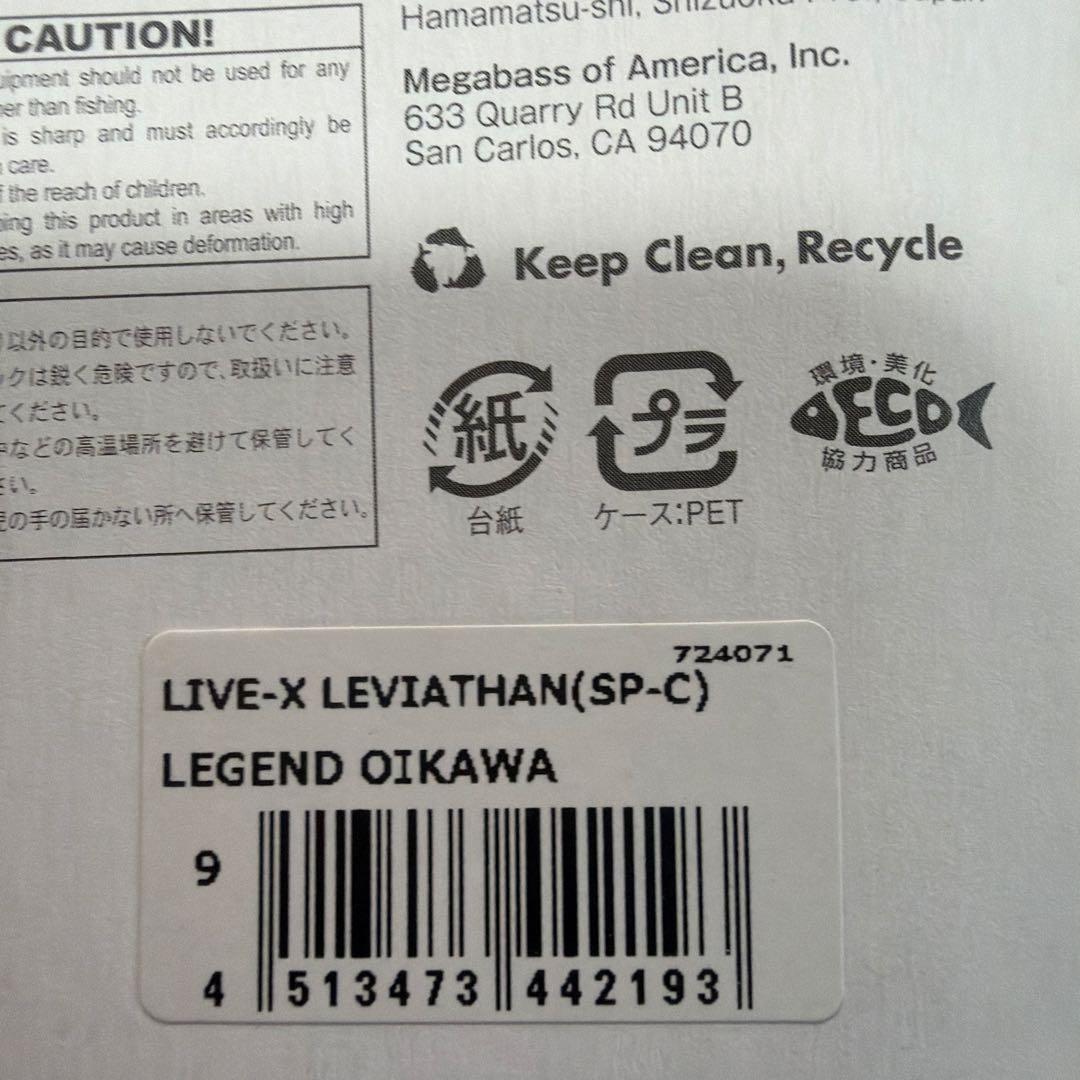 CAUTION!
should not be used for any
than fishing.
is sharp and must accordingly be
care.
the reach of children.
this product in areas with high
as it may cause deformation.
以外の目的で使用しないでください。
クは鋭く危険ですので、取扱いに注意
ください。
などの高温場所を避けて保管してく
い。
の手の届かない所へ保管してください。
Hamamatsu-shi,
Megabass of America, Inc.
633 Quarry Rd Unit B
San Carlos, CA 94070
Keep Clean, Recycle
紙
台紙
プラ
ケース:PET
環境・美化
ECO
協力商品
724071
LIVE-X LEVIATHAN(SP-C)
LEGEND OIKAWA
9
4 513473 442193